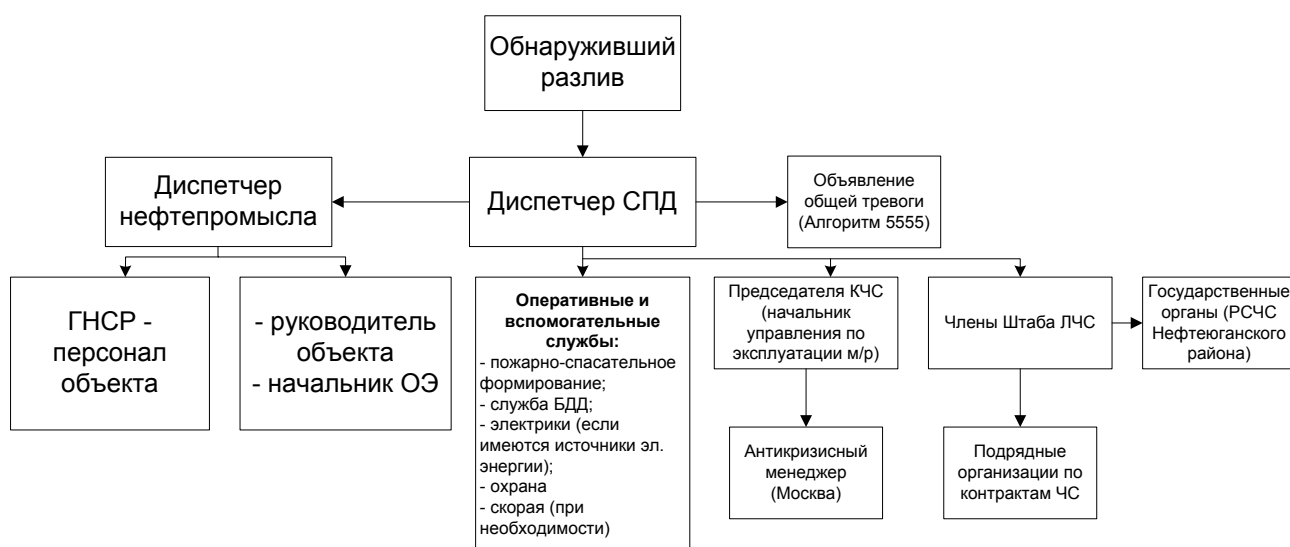 Обнаруживший
разлив
Диспетчер
нефтепромысла
Диспетчер СПД
Объявление
общей тревоги
(Алгоритм 5555)
ГНСР -
персонал
объекта
- руководитель
объекта
- начальник ОЭ
Оперативные и
вспомогательные
службы:
- пожарно-спасательное
формирование;
- служба БДД;
- электрики (если
имеются источники эл.
энергии);
- охрана
- скорая (при
необходимости)
Председателя КЧС
(начальник
управления по
эксплуатации м/р)
Члены Штаба ЛЧС
Государственные
органы (РСЧС
Нефтеюганского
района)
Антикризисный
менеджер
(Москва)
Подрядные
организации по
контрактам ЧС